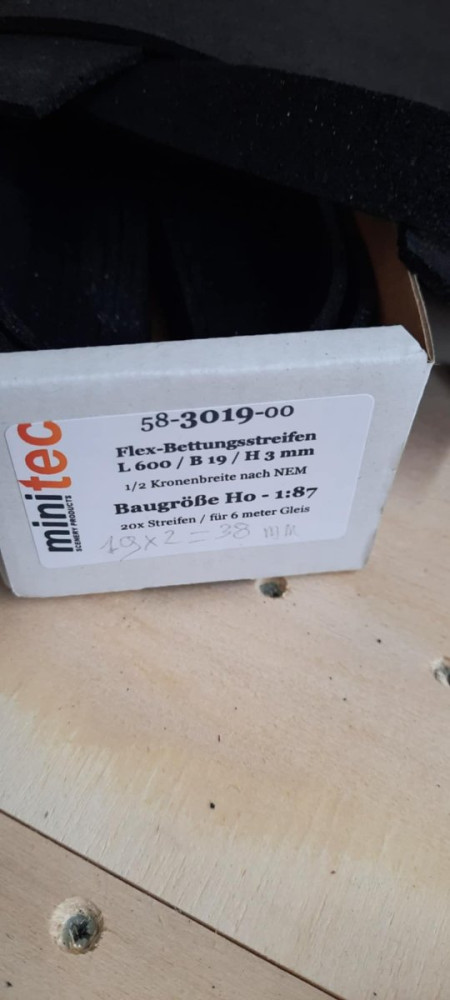 minitec
SCENERY PRODUCTS
58-3019-00
Flex-Bettungsstreifen
L 600 / B 19 / H 3 mm
1/2 Kronenbreite nach NEM
Baugröße Ho - 1:87
20x Streifen / für 6 meter Gleis
19x2=38 mm